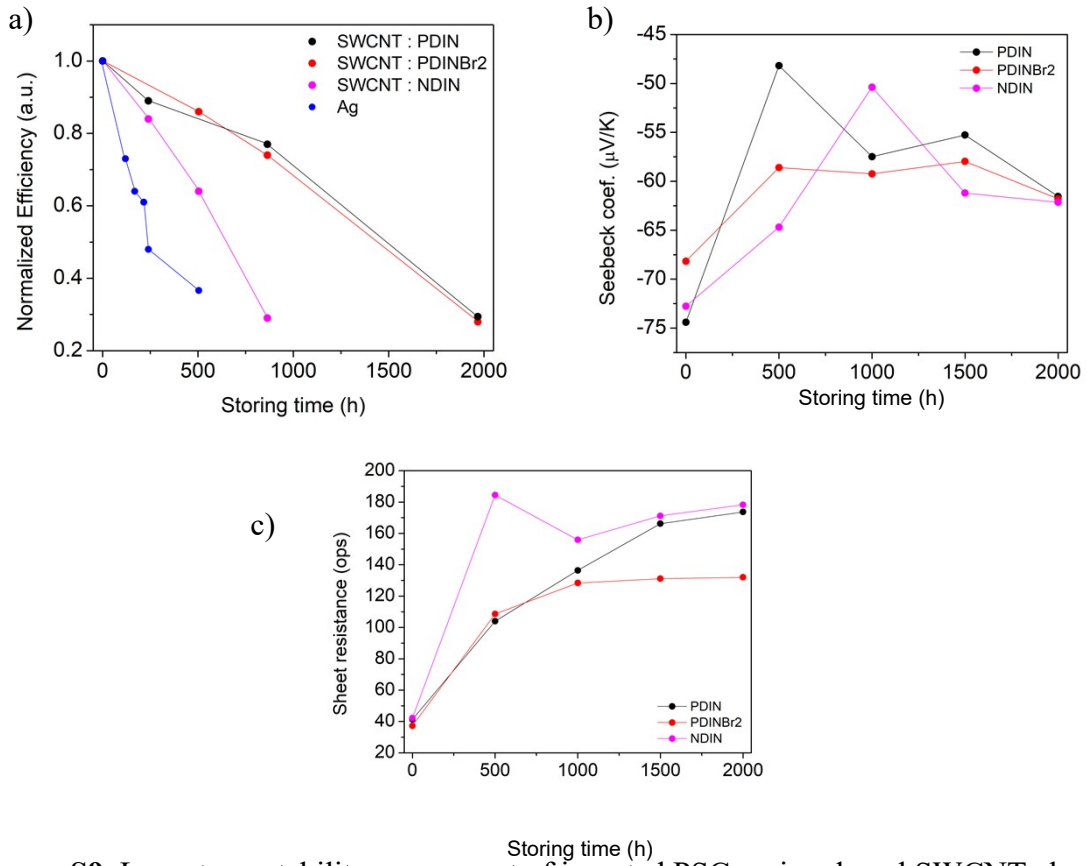 a)
SWCNT : PDIN
SWCNT : PDINBr2
SWCNT : NDIN
Ag
1.0
0.8
0.6
0.4
0.2
Normalized Efficiency (a.u.)
0 500 1000 1500 2000
Storing time (h)
b)
PDIN
PDINBr2
NDIN
-45
-50
-55
-60
-65
-70
-75
Seebeck coef. (µV/K)
0 500 1000 1500 2000
Storing time (h)
c)
200
180
160
140
120
100
80
60
40
20
Sheet resistance (ops)
PDIN
PDINBr2
NDIN
0 500 1000 1500 2000
Storing time (h)